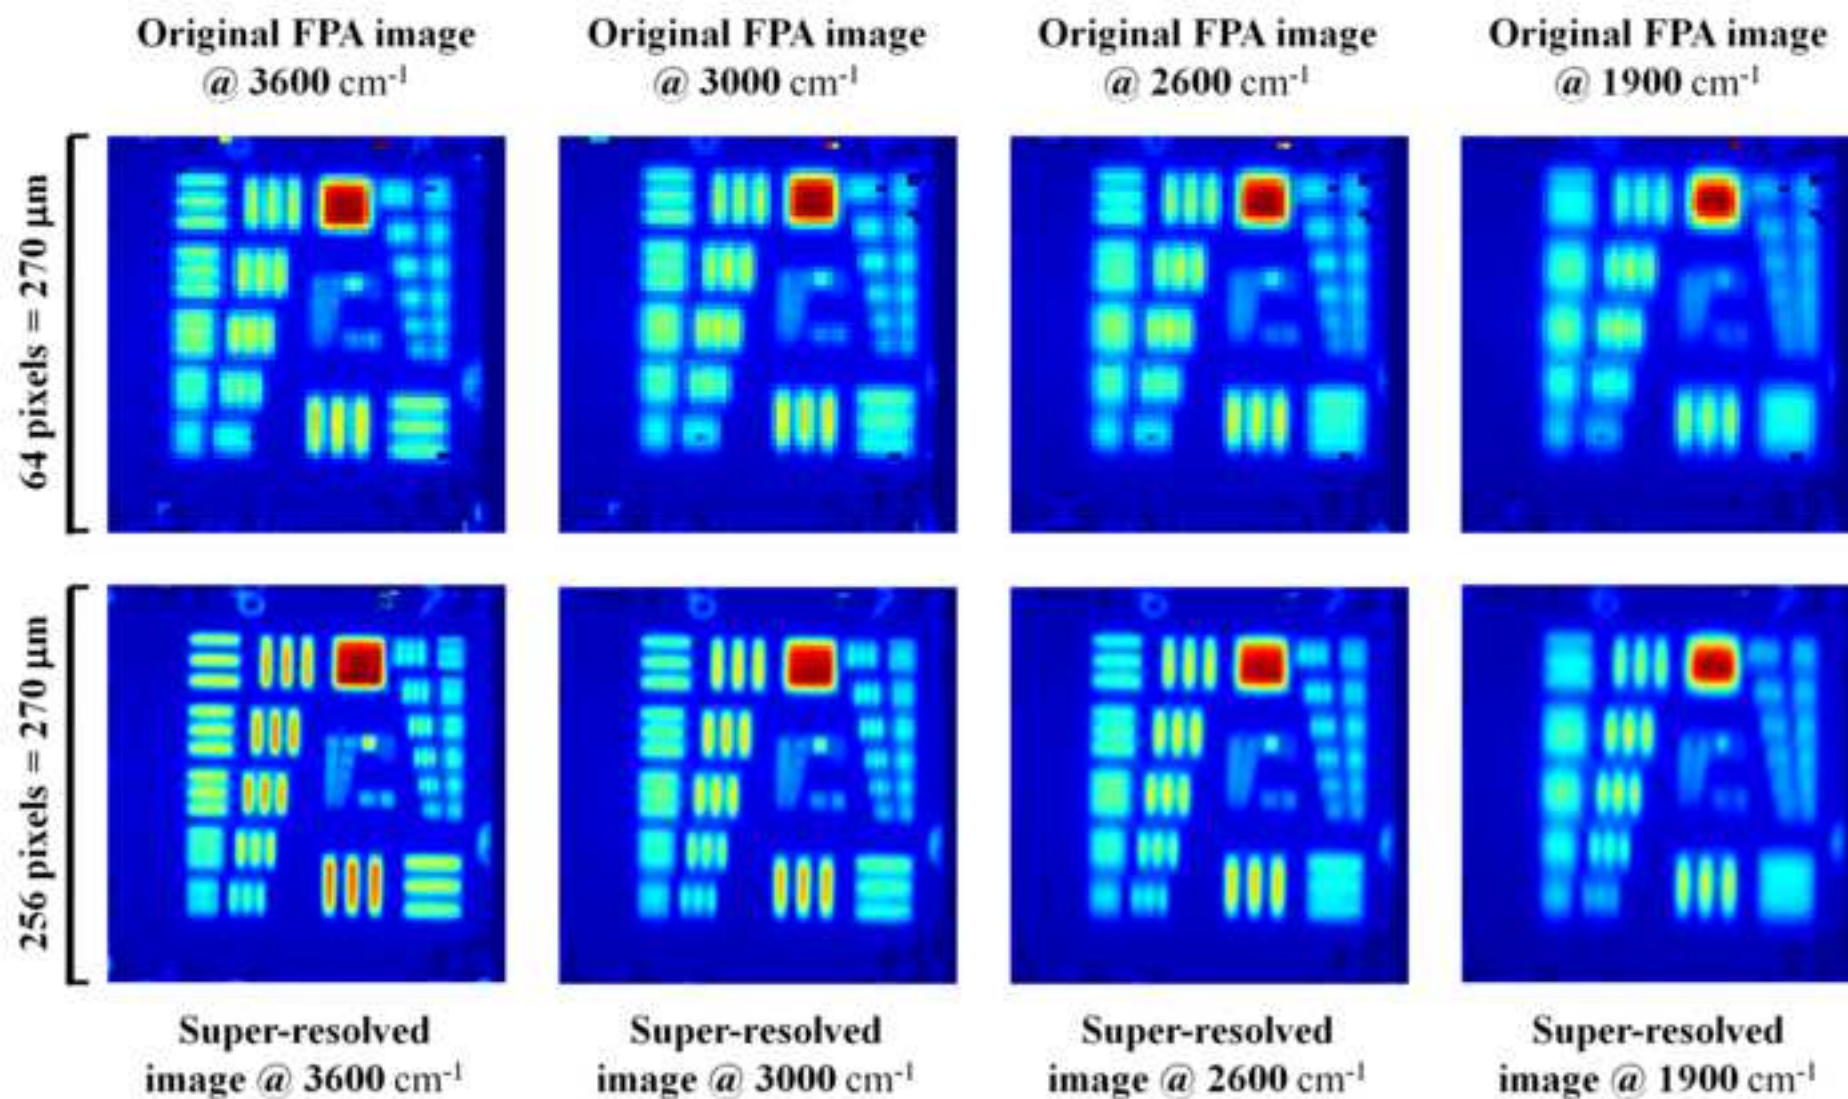 Original FPA image
@ 3600 cm-1
Original FPA image
@ 3000 cm-1
Original FPA image
@ 2600 cm-1
Original FPA image
@ 1900 cm-1
64 pixels = 270 µm
256 pixels = 270 µm
Super-resolved
image @ 3600 cm-1
Super-resolved
image @ 3000 cm-1
Super-resolved
image @ 2600 cm-1
Super-resolved
image @ 1900 cm-1